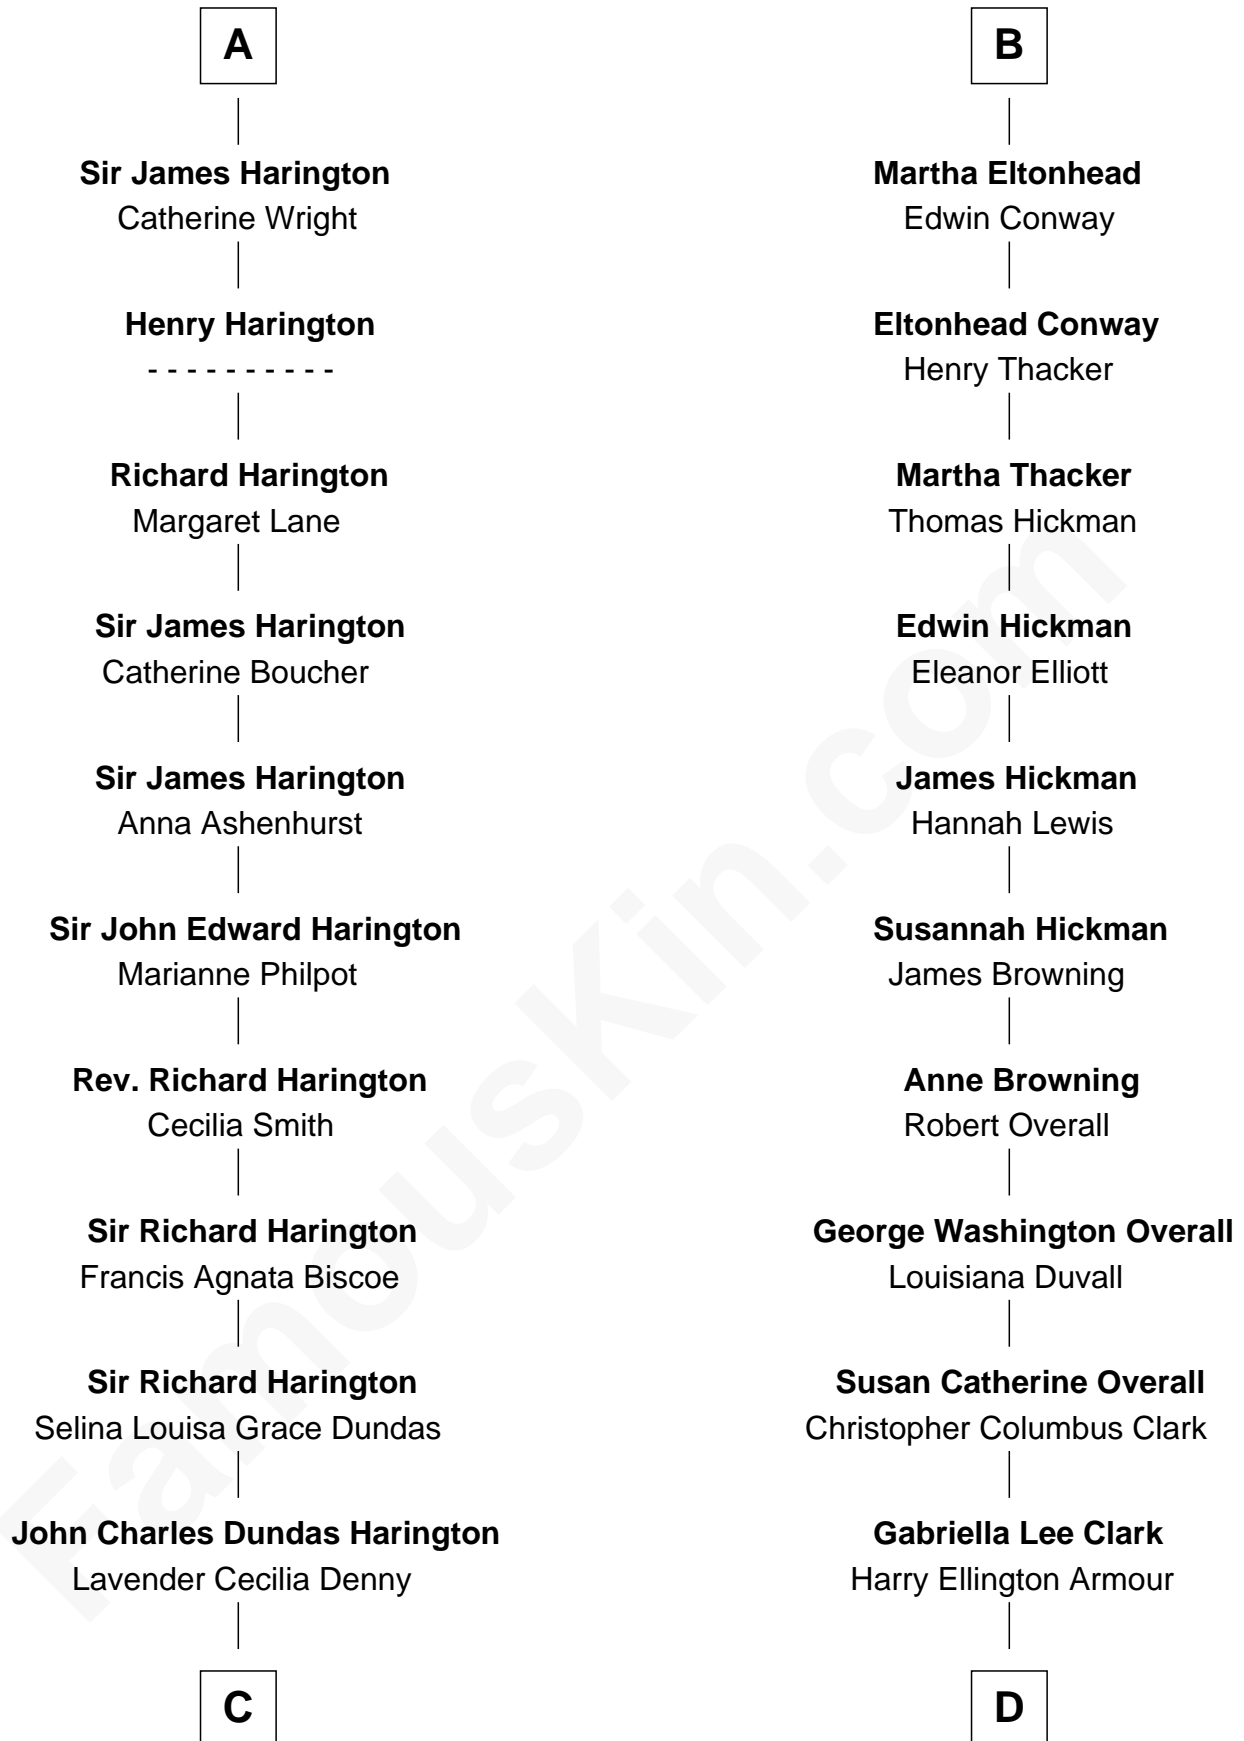 A
Sir James Harington
Catherine Wright
Henry Harington
- - - - - - - - - -
Richard Harington
Margaret Lane
Sir James Harington
Catherine Boucher
Sir James Harington
Anna Ashenhurst
Sir John Edward Harington
Marianne Philpot
Rev. Richard Harington
Cecilia Smith
Sir Richard Harington
Francis Agnata Biscoe
Sir Richard Harington
Selina Louisa Grace Dundas
John Charles Dundas Harington
Lavender Cecilia Denny
C
B
Martha Eltonhead
Edwin Conway
Eltonhead Conway
Henry Thacker
Martha Thacker
Thomas Hickman
Edwin Hickman
Eleanor Elliott
James Hickman
Hannah Lewis
Susannah Hickman
James Browning
Anne Browning
Robert Overall
George Washington Overall
Louisiana Duvall
Susan Catherine Overall
Christopher Columbus Clark
Gabriella Lee Clark
Harry Ellington Armour
D
FamousKin.com